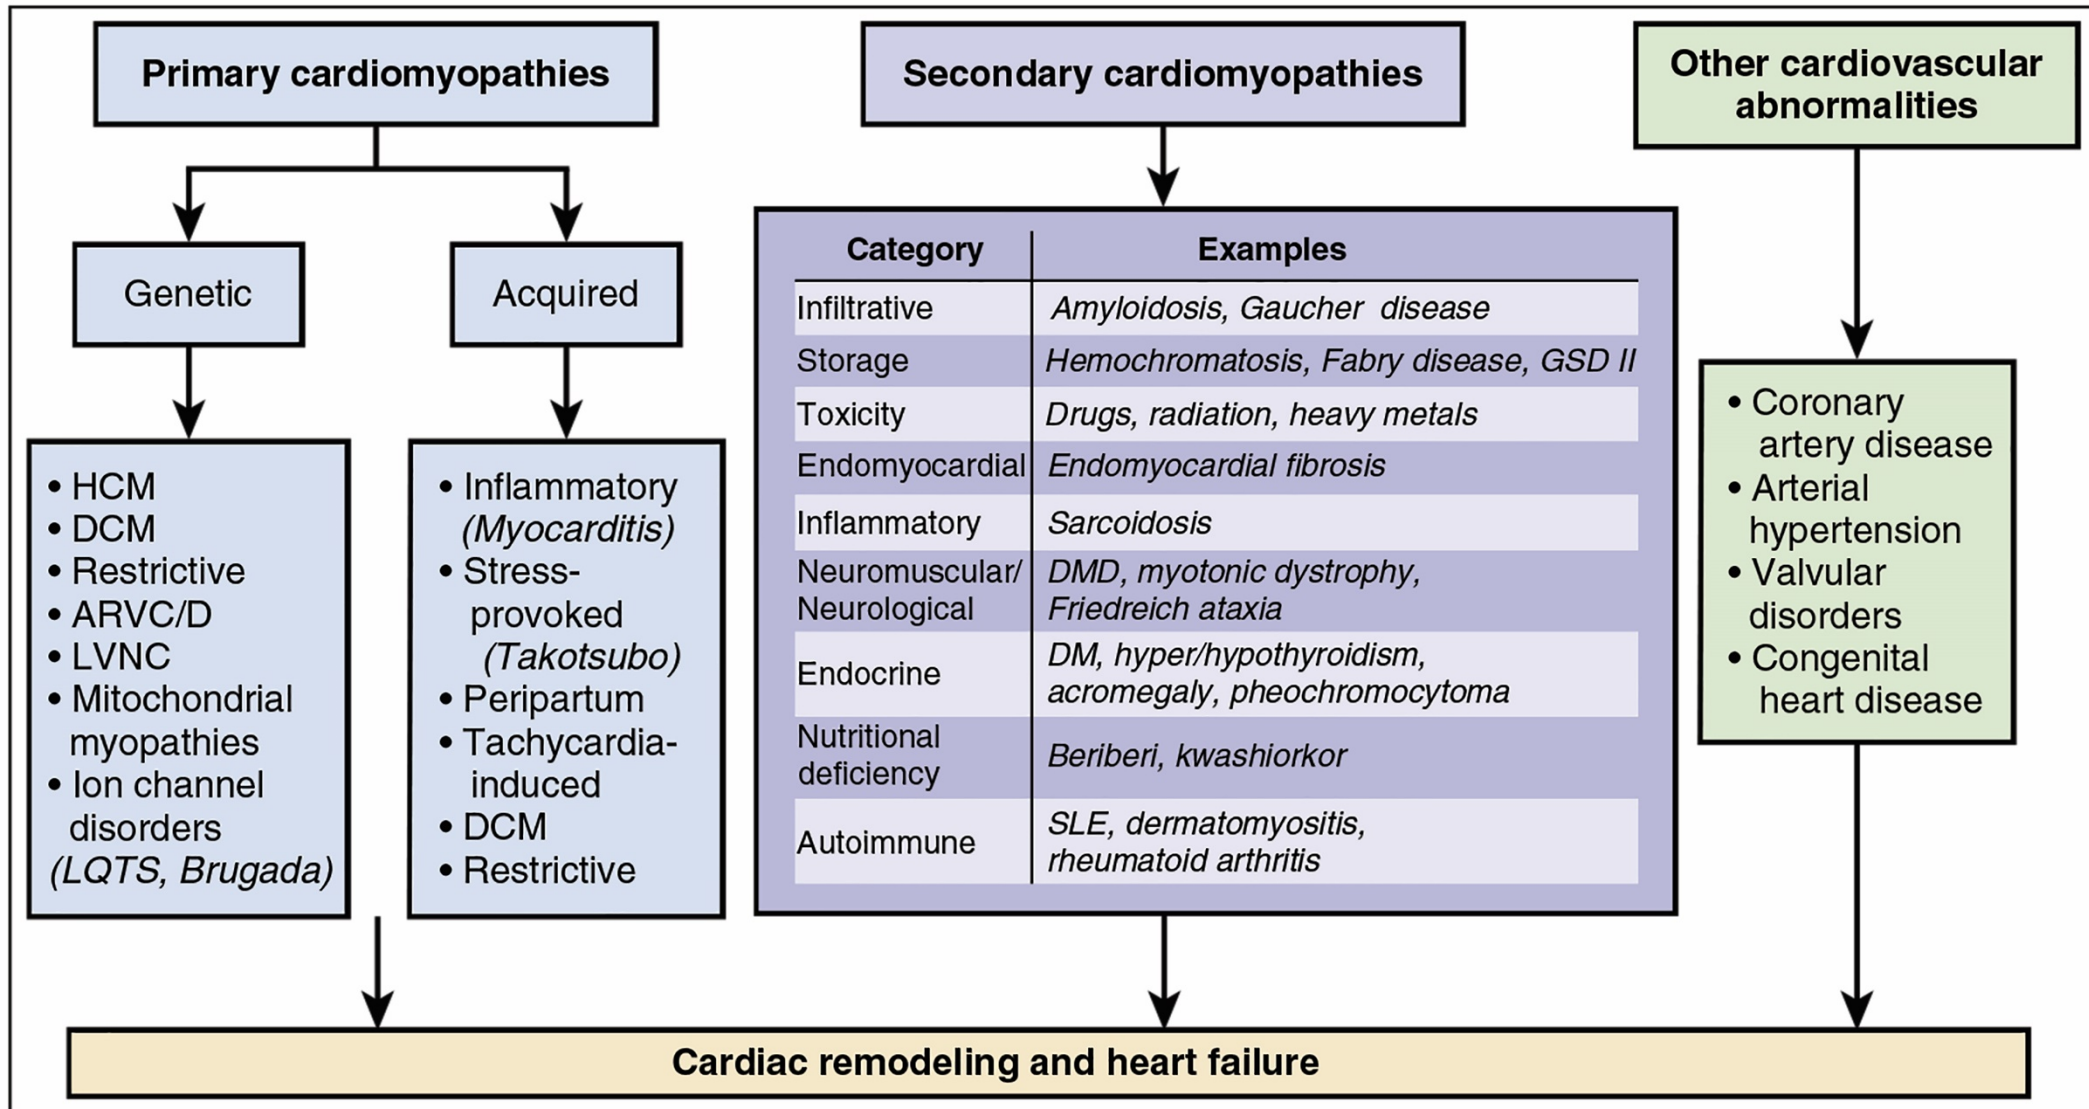 Primary cardiomyopathies
Genetic
• HCM
• DCM
• Restrictive
• ARVC/D
• LVNC
• Mitochondrial
myopathies
• Ion channel
disorders
(LQTS, Brugada)
Acquired
• Inflammatory
(Myocarditis)
• Stress-
provoked
(Takotsubo)
• Peripartum
• Tachycardia-
induced
• DCM
• Restrictive
Secondary cardiomyopathies
Category Examples
Infiltrative Amyloidosis, Gaucher disease
Storage Hemochromatosis, Fabry disease, GSD II
Toxicity Drugs, radiation, heavy metals
Endomyocardial Endomyocardial fibrosis
Inflammatory Sarcoidosis
Neuromuscular/ DMD, myotonic dystrophy,
Neurological Friedreich ataxia
Endocrine DM, hyper/hypothyroidism,
acromegaly, pheochromocytoma
Nutritional
deficiency Beriberi, kwashiorkor
Autoimmune SLE, dermatomyositis,
rheumatoid arthritis
Other cardiovascular
abnormalities
• Coronary
artery disease
• Arterial
hypertension
• Valvular
disorders
• Congenital
heart disease
Cardiac remodeling and heart failure